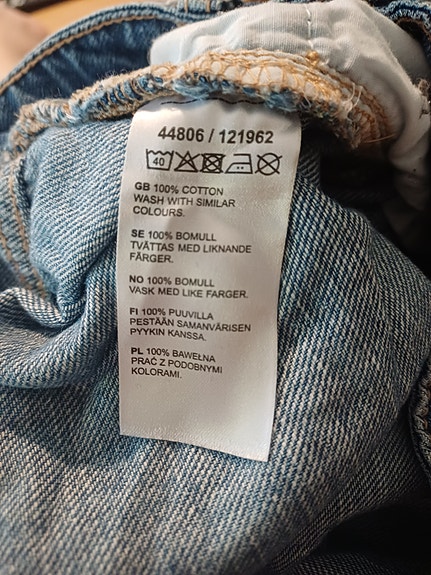 44806 / 121962
40
GB 100% COTTON
WASH WITH SIMILAR
COLOURS.
SE 100% BOMULL
TVÄTTAS MED LIKNANDE
FÄRGER.
NO 100% BOMULL
VASK MED LIKE FARGER.
FI 100% PUUVILLA
PESTÄÄN SAMANVÄRISEN
PYYKIN KANSSA.
PL 100% BAWEŁNA
PRAĆ Z PODOBNYMI
KOLORAMI.